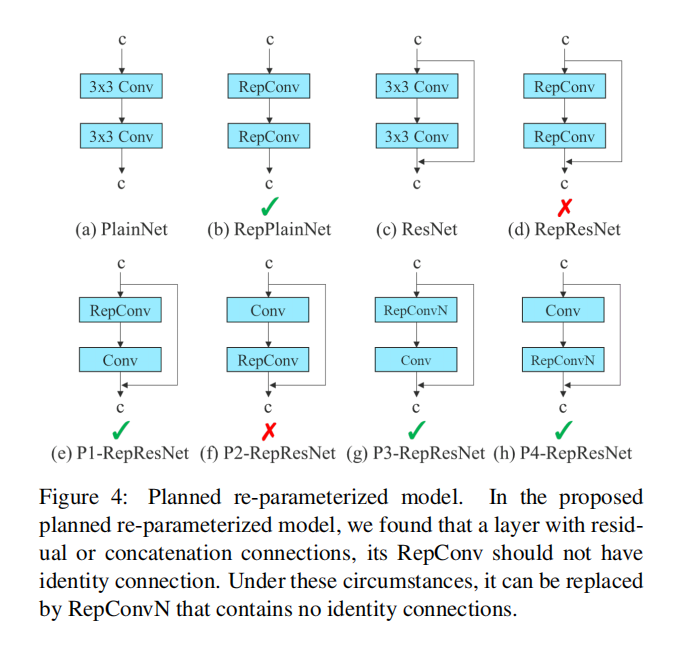 c c c c
3x3 Conv RepConv 3x3 Conv RepConv
3x3 Conv RepConv 3x3 Conv RepConv
c c c c
(a) PlainNet (b) RepPlainNet (c) ResNet (d) RepResNet
c c c c
RepConv Conv RepConvN Conv
Conv RepConv Conv RepConvN
c c c c
(e) P1-RepResNet (f) P2-RepResNet (g) P3-RepResNet (h) P4-RepResNet
Figure 4: Planned re-parameterized model. In the proposed
planned re-parameterized model, we found that a layer with resid-
ual or concatenation connections, its RepConv should not have
identity connection. Under these circumstances, it can be replaced
by RepConvN that contains no identity connections.